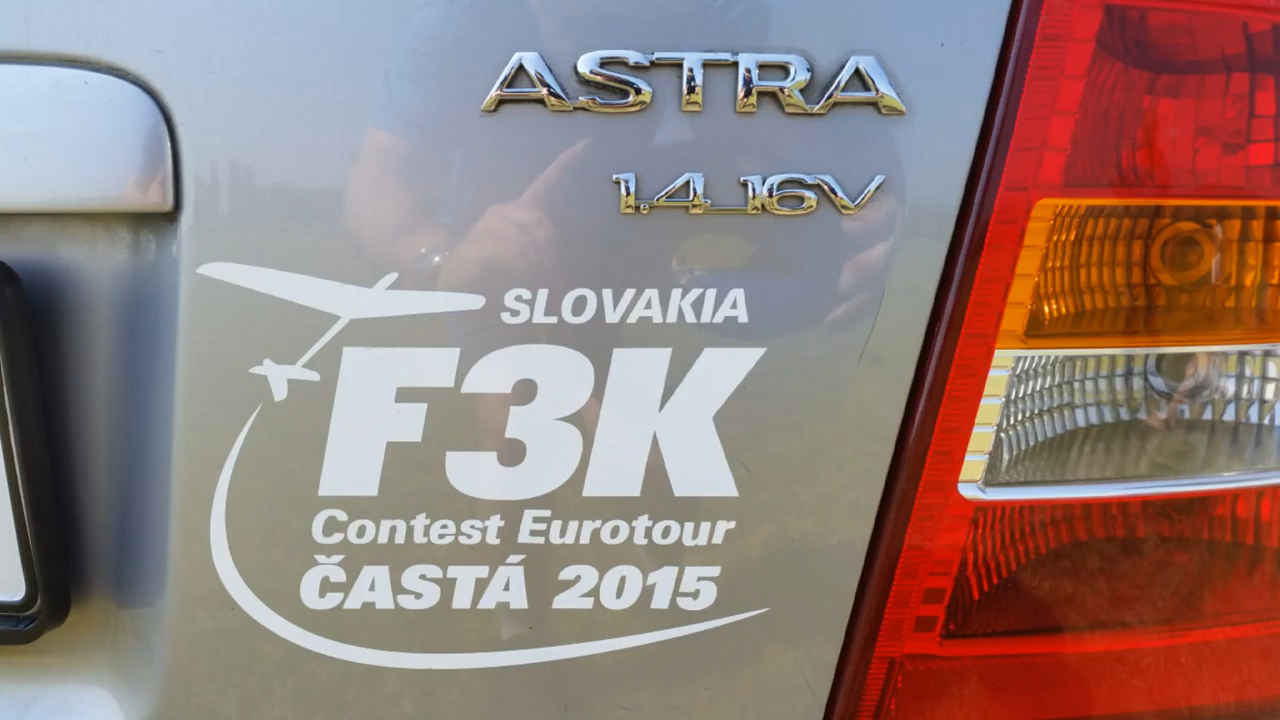 ASTRA
1.4 16V
SLOVAKIA
F3K
Contest Eurotour
ČASTÁ 2015